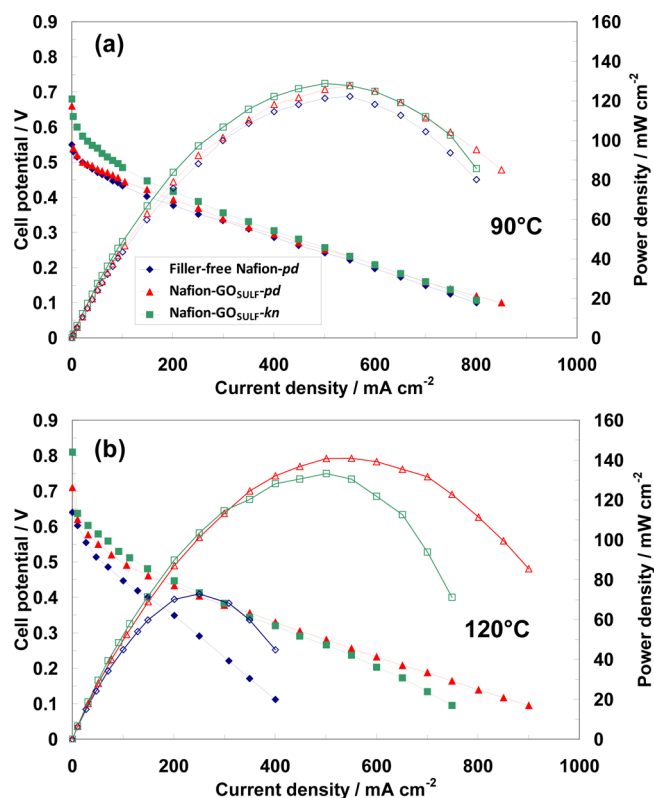 (a)
0.9
0.8
0.7
0.6
0.5
0.4
0.3
0.2
0.1
0
Cell potential / V
160
140
120
100
80
60
40
20
0
Power density / mW cm-2
90°C
Filler-free Nafion-pd
Nafion-GOSULF-pd
Nafion-GOSULF-kn
0 200 400 600 800 1000
Current density / mA cm-2
(b)
0.9
0.8
0.7
0.6
0.5
0.4
0.3
0.2
0.1
0
Cell potential / V
160
140
120
100
80
60
40
20
0
Power density / mW cm-2
120°C
0 200 400 600 800 1000
Current density / mA cm-2